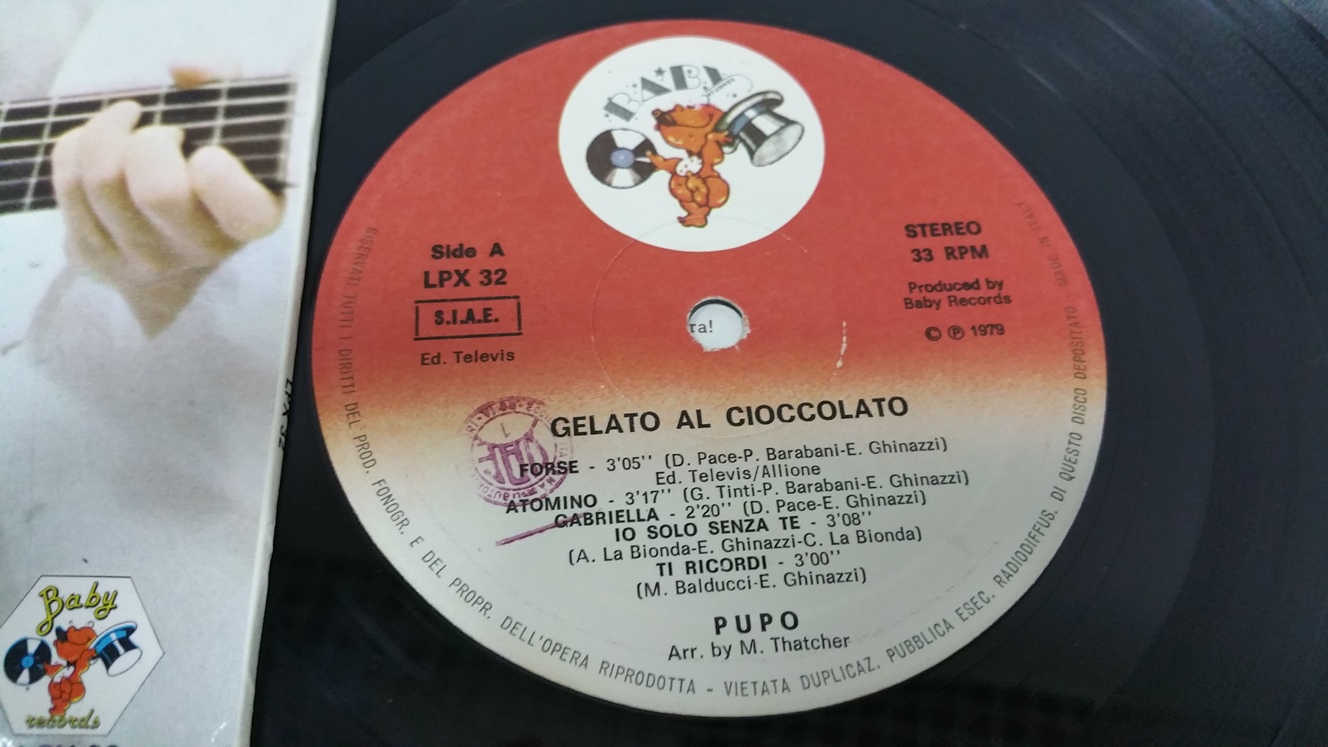 BABY
Side A
LPX 32
S.I.A.E.
Ed. Televis
STEREO
33 RPM
Produced by
Baby Records
© ℗ 1979
ra!
GELATO AL CIOCCOLATO
FORSE - 3'05'' (D. Pace-P. Barabani-E. Ghinazzi)
Ed. Televis/Allione
ATOMINO - 3'17'' (G. Tinti-P. Barabani-E. Ghinazzi)
GABRIELLA - 2'20'' (D. Pace-E. Ghinazzi)
IO SOLO SENZA TE - 3'08''
(A. La Bionda-E. Ghinazzi-C. La Bionda)
TI RICORDI - 3'00''
(M. Balducci-E. Ghinazzi)
PUPO
Arr. by M. Thatcher
RISERVATI TUTTI I DIRITTI DEL PROD. FONOGR. E DEL PROPR. DELL'OPERA RIPRODOTTA - VIETATA DUPLICAZ. PUBBLICA ESEC. RADIODIFFUS. DI QUESTO DISCO DEPOSITATO - MADE IN ITALY
LPX 32
Baby
records